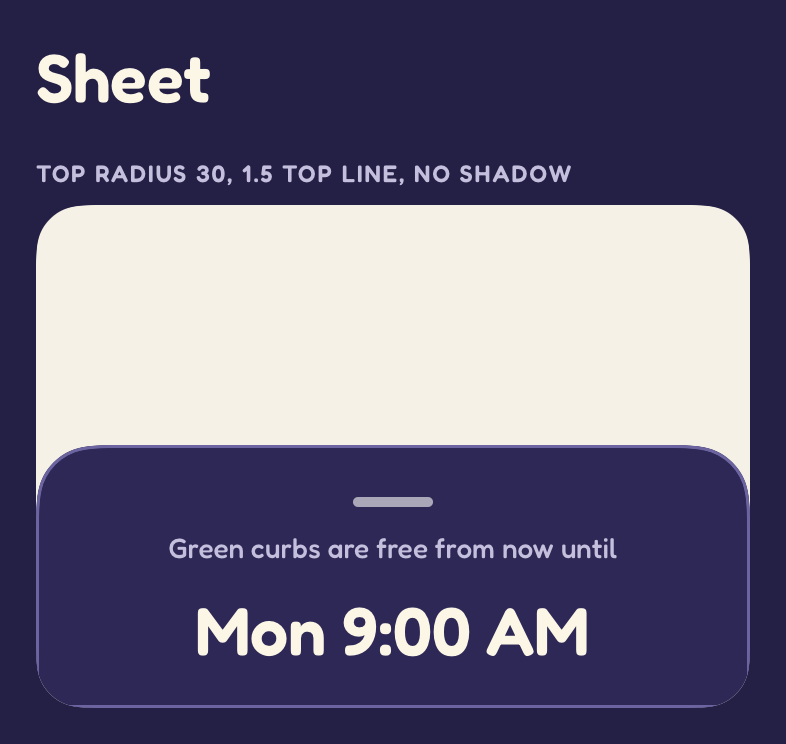 Sheet
TOP RADIUS 30, 1.5 TOP LINE, NO SHADOW
Green curbs are free from now until
Mon 9:00 AM